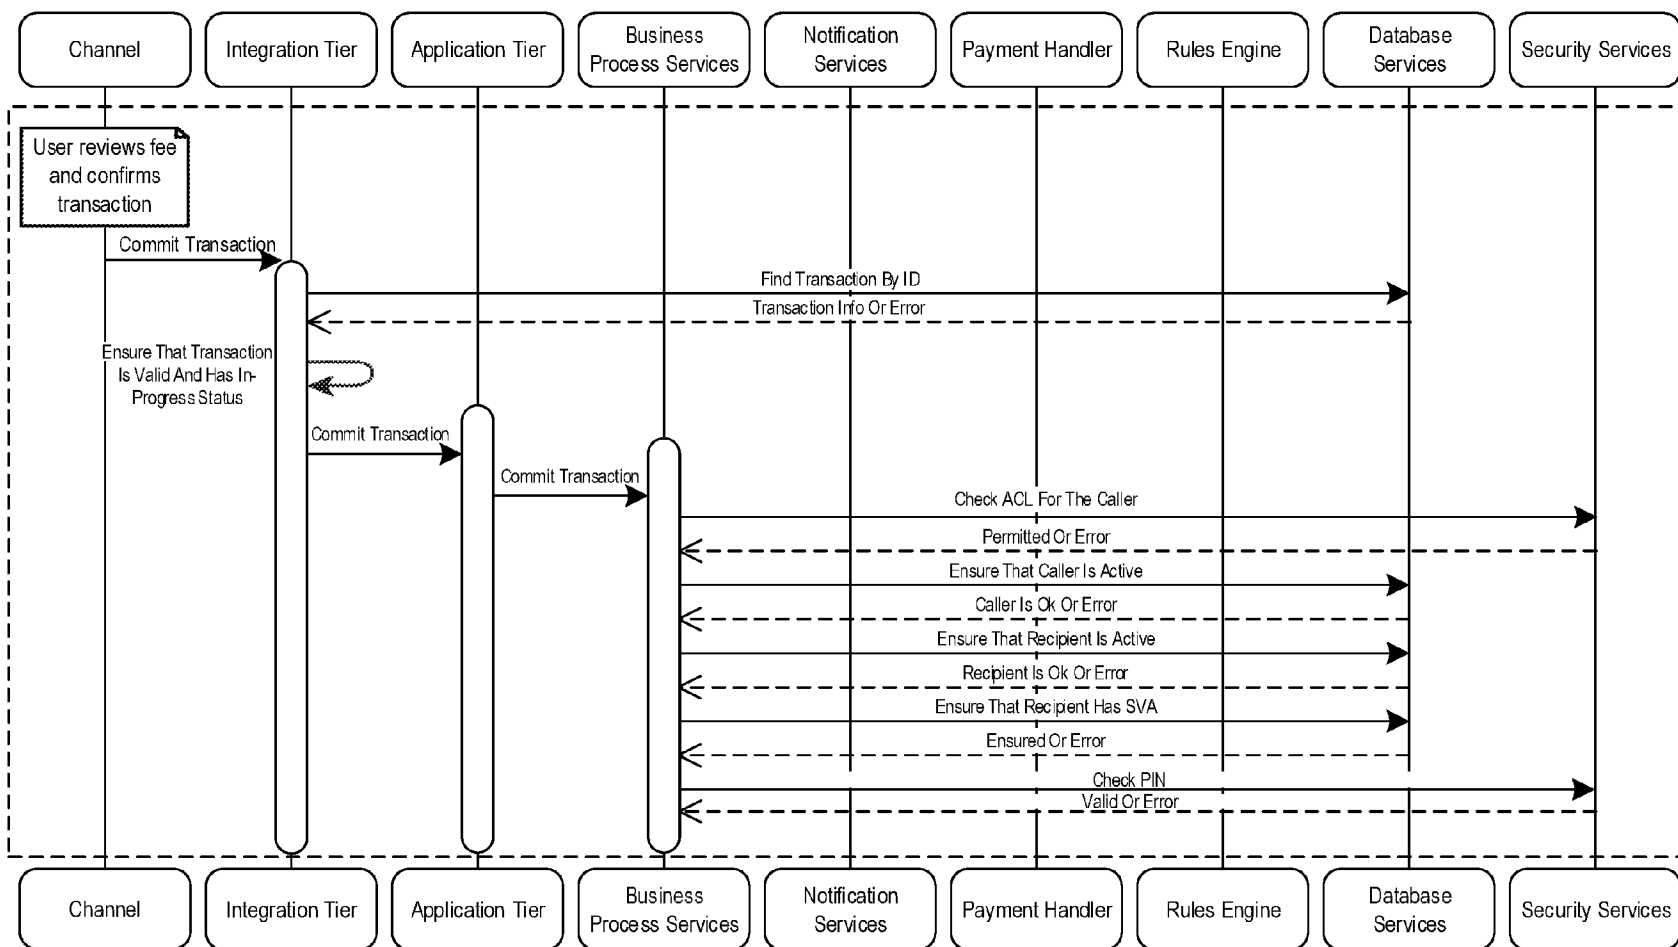 Channel
Integration Tier
Application Tier
Business
Process Services
Notification
Services
Payment Handler
Rules Engine
Database
Services
Security Services
User reviews fee
and confirms
transaction
Commit Transaction
Find Transaction By ID
Transaction Info Or Error
Ensure That Transaction
Is Valid And Has In-
Progress Status
Commit Transaction
Commit Transaction
Check ACL For The Caller
Permitted Or Error
Ensure That Caller Is Active
Caller Is Ok Or Error
Ensure That Recipient Is Active
Recipient Is Ok Or Error
Ensure That Recipient Has SVA
Ensured Or Error
Check PIN
Valid Or Error
Channel
Integration Tier
Application Tier
Business
Process Services
Notification
Services
Payment Handler
Rules Engine
Database
Services
Security Services